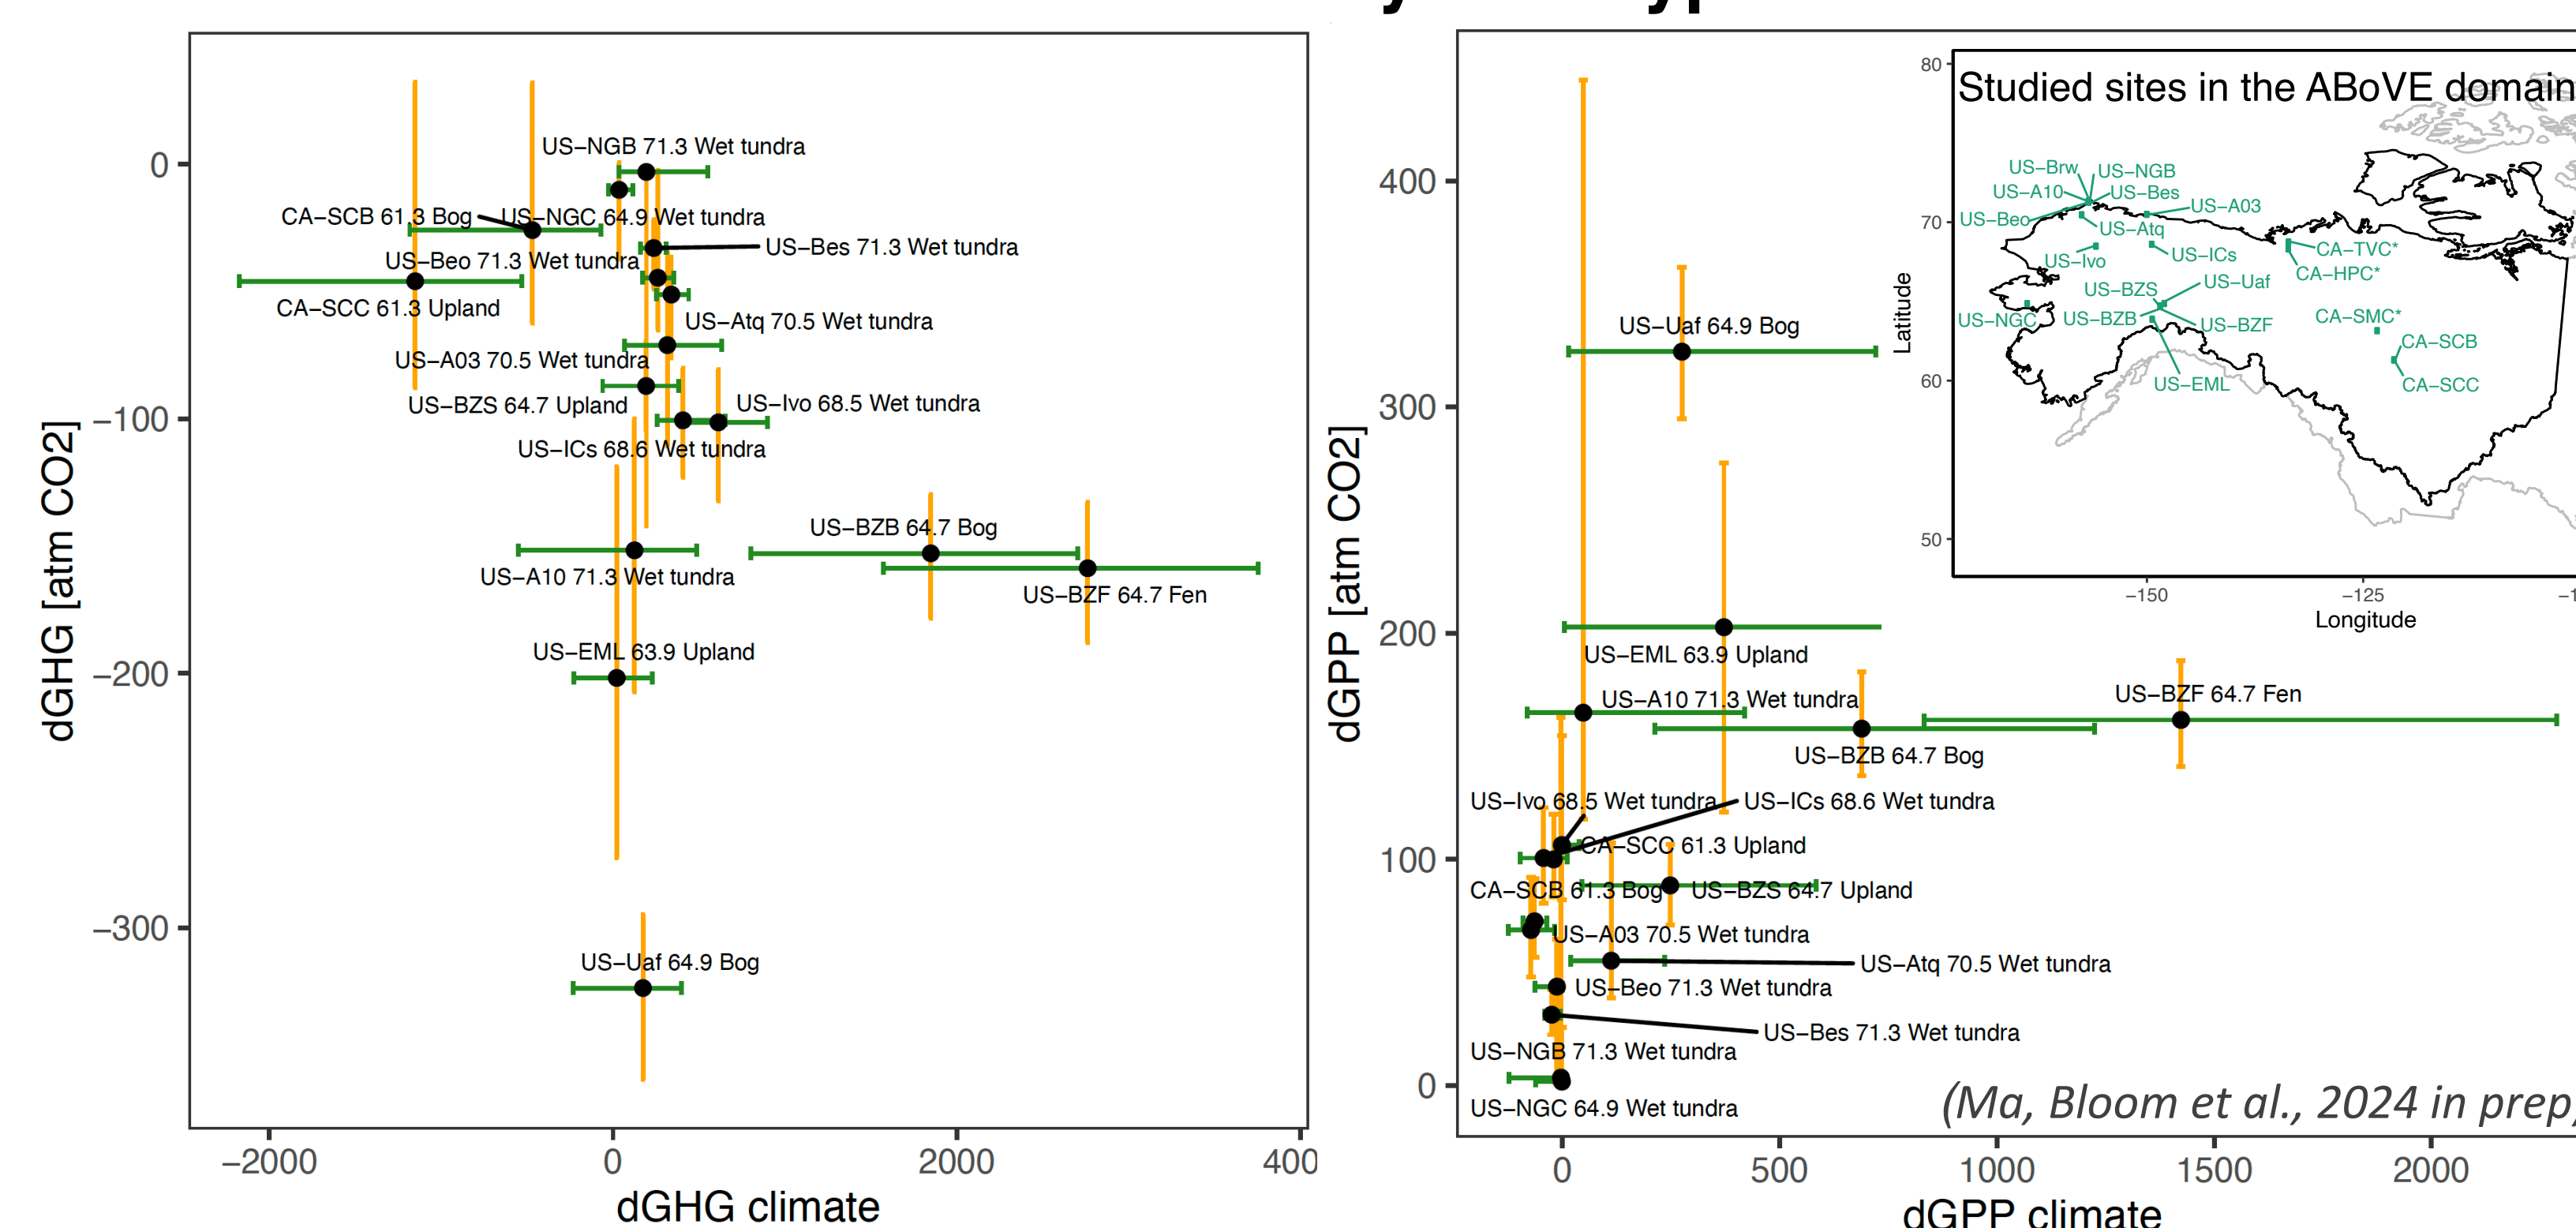 US−NGB 71.3 Wet tundra
CA−SCB 61.3 Bog
US−NGC 64.9 Wet tundra
US−Bes 71.3 Wet tundra
US−Beo 71.3 Wet tundra
CA−SCC 61.3 Upland
US−Atq 70.5 Wet tundra
US−A03 70.5 Wet tundra
US−BZS 64.7 Upland
US−Ivo 68.5 Wet tundra
US−ICs 68.6 Wet tundra
US−BZB 64.7 Bog
US−A10 71.3 Wet tundra
US−BZF 64.7 Fen
US−EML 63.9 Upland
US−Uaf 64.9 Bog
0
−100
−200
−300
dGHG [atm CO2]
−2000
0
2000
400
dGHG climate
400
300
200
100
0
dGPP [atm CO2]
US−Uaf 64.9 Bog
US−EML 63.9 Upland
US−A10 71.3 Wet tundra
US−BZF 64.7 Fen
US−BZB 64.7 Bog
US−Ivo 68.5 Wet tundra
US−ICs 68.6 Wet tundra
CA−SCC 61.3 Upland
CA−SCB 61.3 Bog
US−BZS 64.7 Upland
US−A03 70.5 Wet tundra
US−Atq 70.5 Wet tundra
US−Beo 71.3 Wet tundra
US−Bes 71.3 Wet tundra
US−NGB 71.3 Wet tundra
US−NGC 64.9 Wet tundra
(Ma, Bloom et al., 2024 in prep)
0
500
1000
1500
2000
dGPP climate
Studied sites in the ABoVE domain
80
70
60
50
Latitude
US−Brw
US−NGB
US−A10
US−Bes
US−Beo
US−A03
US−Atq
US−Ivo
US−ICs
CA−TVC*
CA−HPC*
US−BZS
US−Uaf
US−NGC
US−BZB
US−BZF
CA−SMC*
CA−SCB
US−EML
CA−SCC
−150
−125
Longitude